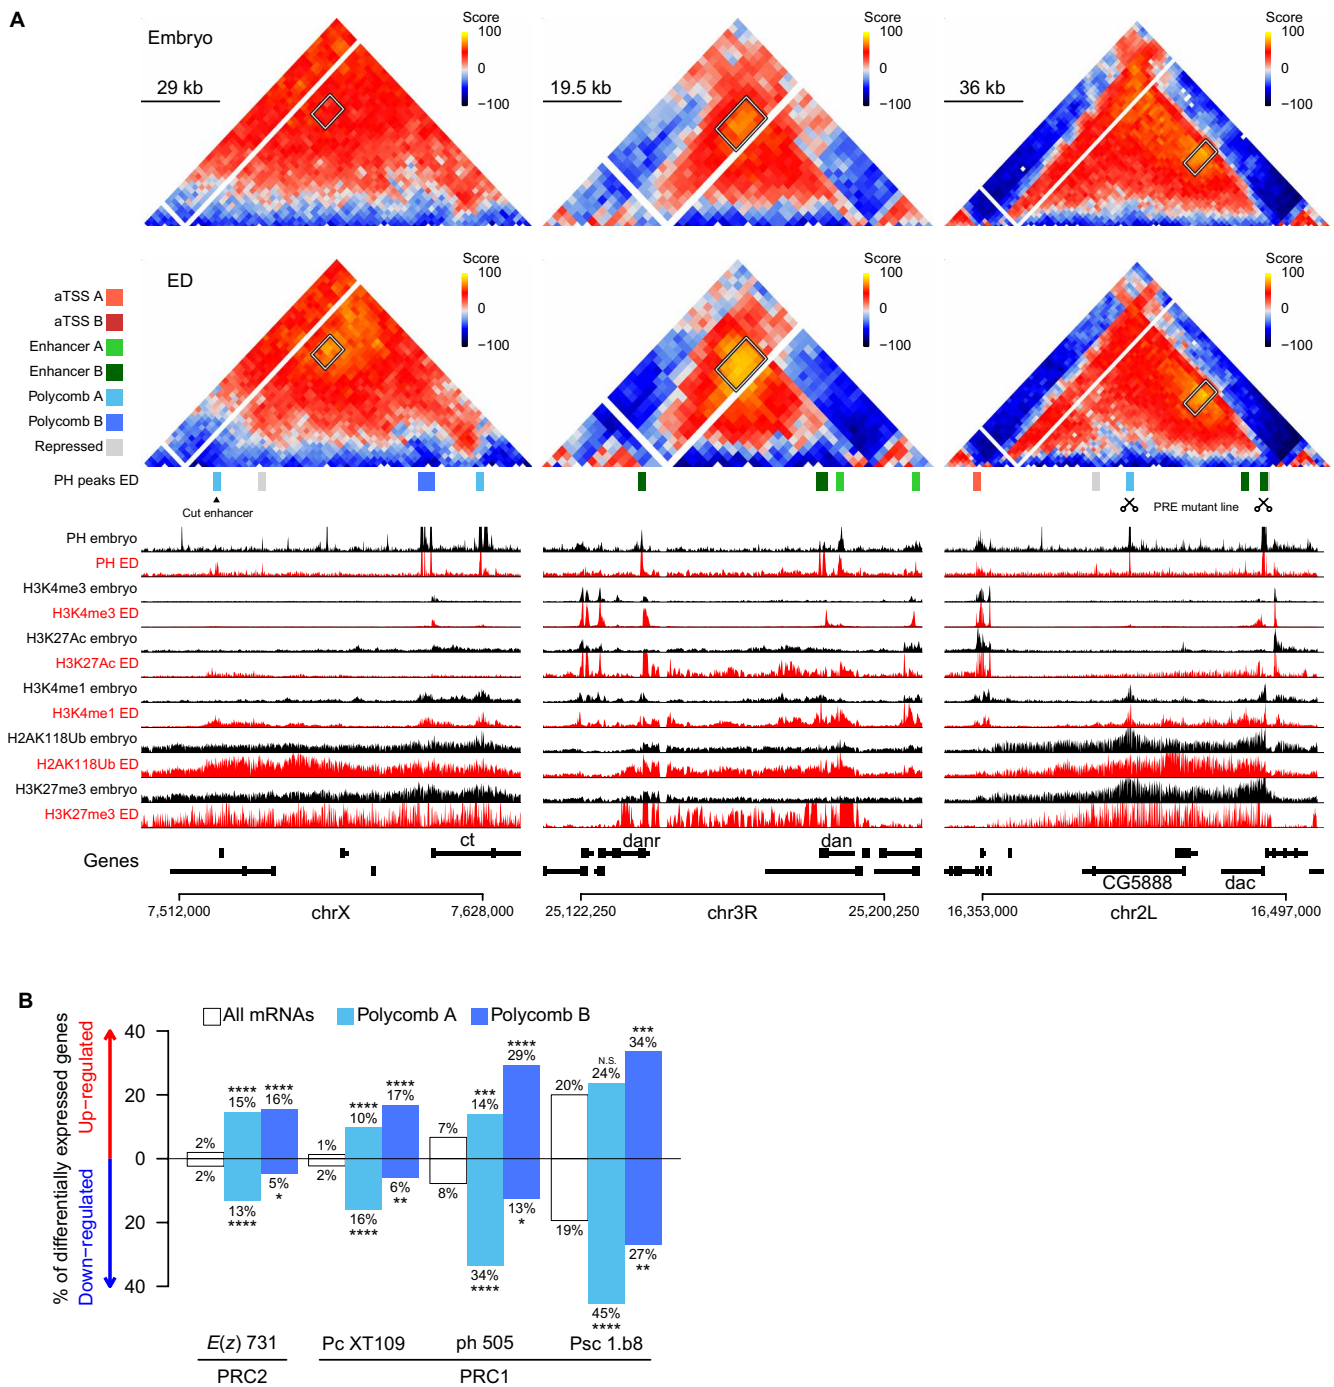 A
Embryo
29 kb
Score
100
0
−100
19.5 kb
Score
100
0
−100
36 kb
Score
100
0
−100
ED
Score
100
0
−100
Score
100
0
−100
Score
100
0
−100
aTSS A
aTSS B
Enhancer A
Enhancer B
Polycomb A
Polycomb B
Repressed
PH peaks ED
Cut enhancer
PRE mutant line
PH embryo
PH ED
H3K4me3 embryo
H3K4me3 ED
H3K27Ac embryo
H3K27Ac ED
H3K4me1 embryo
H3K4me1 ED
H2AK118Ub embryo
H2AK118Ub ED
H3K27me3 embryo
H3K27me3 ED
Genes
ct
danr
dan
CG5888
dac
7,512,000
chrX
7,628,000
25,122,250
chr3R
25,200,250
16,353,000
chr2L
16,497,000
B
All mRNAs
Polycomb A
Polycomb B
% of differentially expressed genes
Up−regulated
Down−regulated
40
20
0
20
40
2%
2%
****
15%
13%
****
****
16%
5%
*
1%
2%
****
10%
16%
****
****
17%
6%
**
7%
8%
***
14%
34%
****
****
29%
13%
*
20%
19%
N.S.
24%
45%
****
***
34%
27%
**
E(z) 731
Pc XT109
ph 505
Psc 1.b8
PRC2
PRC1